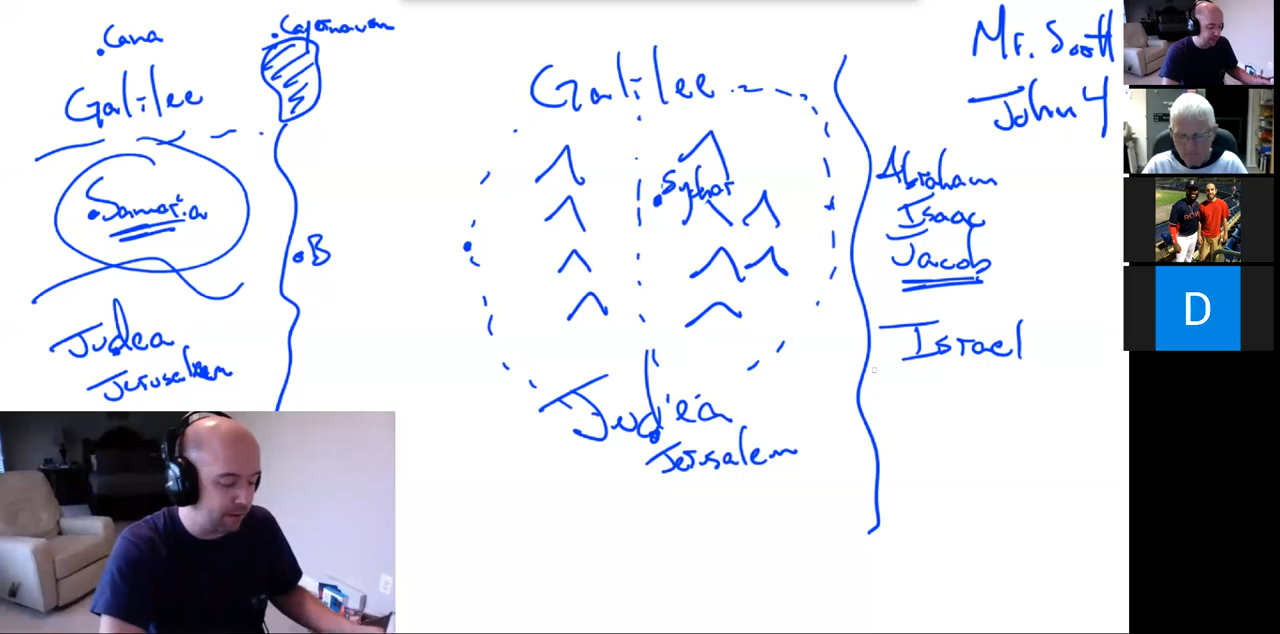 Cana
Capernaum
Galilee
Samaria
B
Judea
Jerusalem
Galilee
Sychar
Judea
Jerusalem
Mr. Scott
John 4
Abraham
Isaac
Jacob
Israel
D